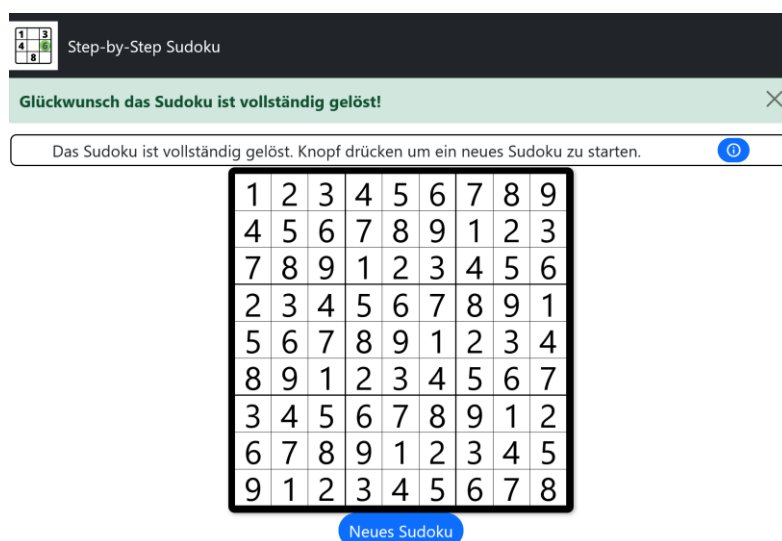 1 3
4 6
8
Step-by-Step Sudoku
Glückwunsch das Sudoku ist vollständig gelöst!
Das Sudoku ist vollständig gelöst. Knopf drücken um ein neues Sudoku zu starten.
1 2 3 4 5 6 7 8 9
4 5 6 7 8 9 1 2 3
7 8 9 1 2 3 4 5 6
2 3 4 5 6 7 8 9 1
5 6 7 8 9 1 2 3 4
8 9 1 2 3 4 5 6 7
3 4 5 6 7 8 9 1 2
6 7 8 9 1 2 3 4 5
9 1 2 3 4 5 6 7 8
Neues Sudoku